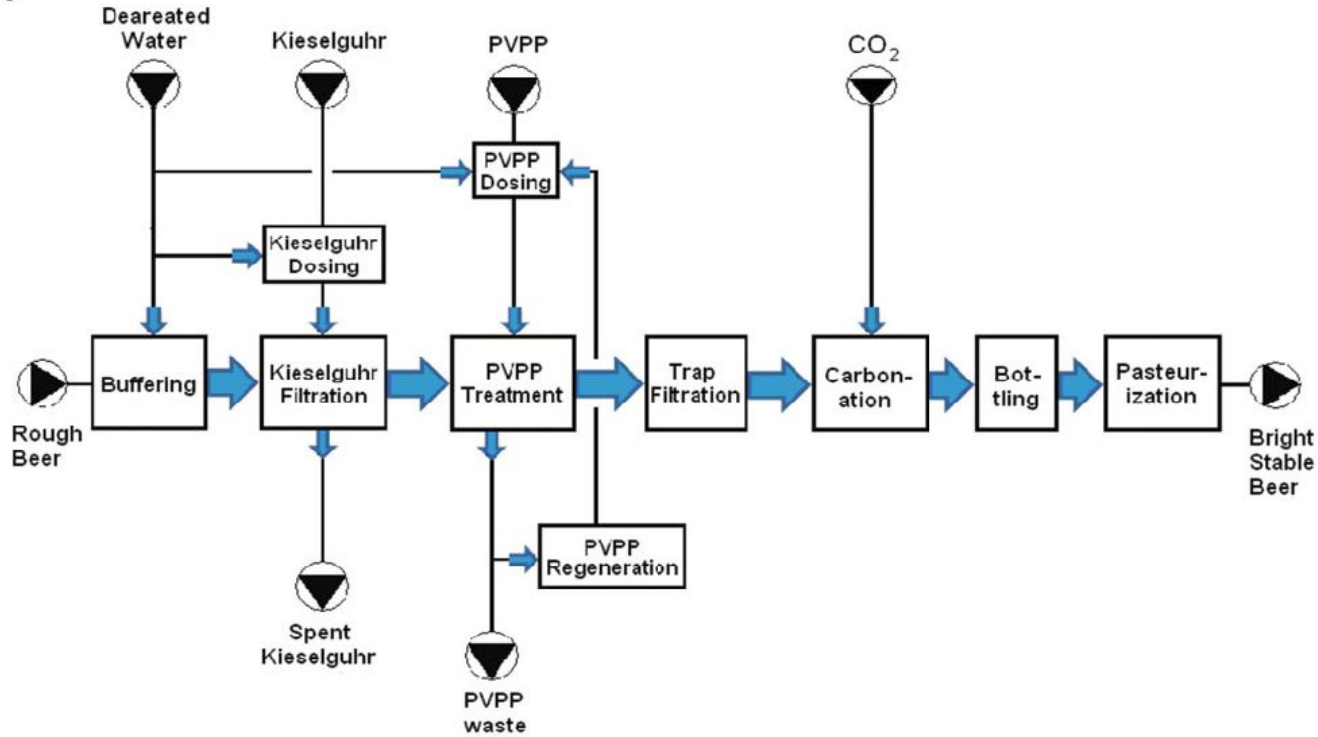 Deareated
Water
Kieselguhr
PVPP
CO2
PVPP
Dosing
Kieselguhr
Dosing
Buffering
Kieselguhr
Filtration
PVPP
Treatment
Trap
Filtration
Carbon-
ation
Bot-
tling
Pasteur-
ization
Rough
Beer
Bright
Stable
Beer
PVPP
Regeneration
Spent
Kieselguhr
PVPP
waste